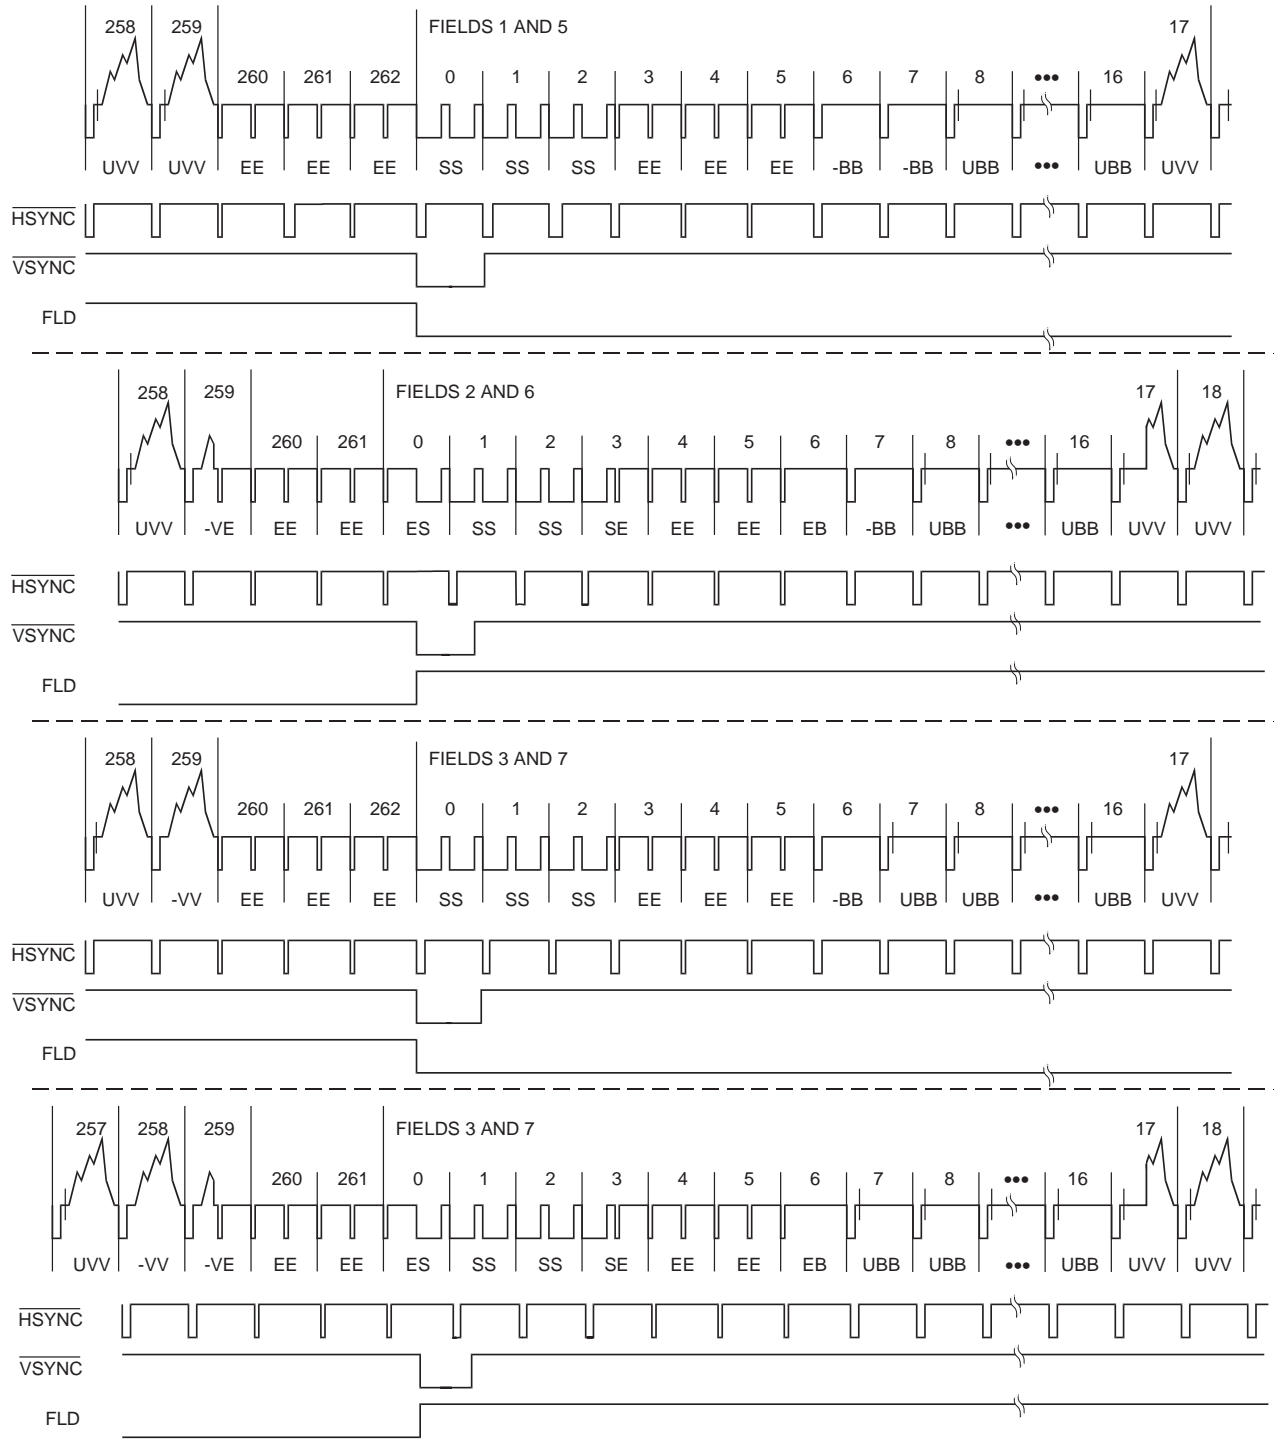 258 259 FIELDS 1 AND 5 17
260 261 262 0 1 2 3 4 5 6 7 8 ••• 16
UVV UVV EE EE EE SS SS SS EE EE EE -BB -BB UBB ••• UBB UVV
HSYNC
VSYNC
FLD
258 259 FIELDS 2 AND 6 17 18
260 261 0 1 2 3 4 5 6 7 8 ••• 16
UVV -VE EE EE ES SS SS SE EE EE EB -BB UBB ••• UBB UVV UVV
HSYNC
VSYNC
FLD
258 259 FIELDS 3 AND 7 17
260 261 262 0 1 2 3 4 5 6 7 8 ••• 16
UVV -VV EE EE EE SS SS SS EE EE EE -BB UBB UBB ••• UBB UVV
HSYNC
VSYNC
FLD
257 258 259 FIELDS 3 AND 7 17 18
260 261 0 1 2 3 4 5 6 7 8 ••• 16
UVV -VV -VE EE EE ES SS SS SE EE EE EB UBB UBB ••• UBB UVV UVV
HSYNC
VSYNC
FLD